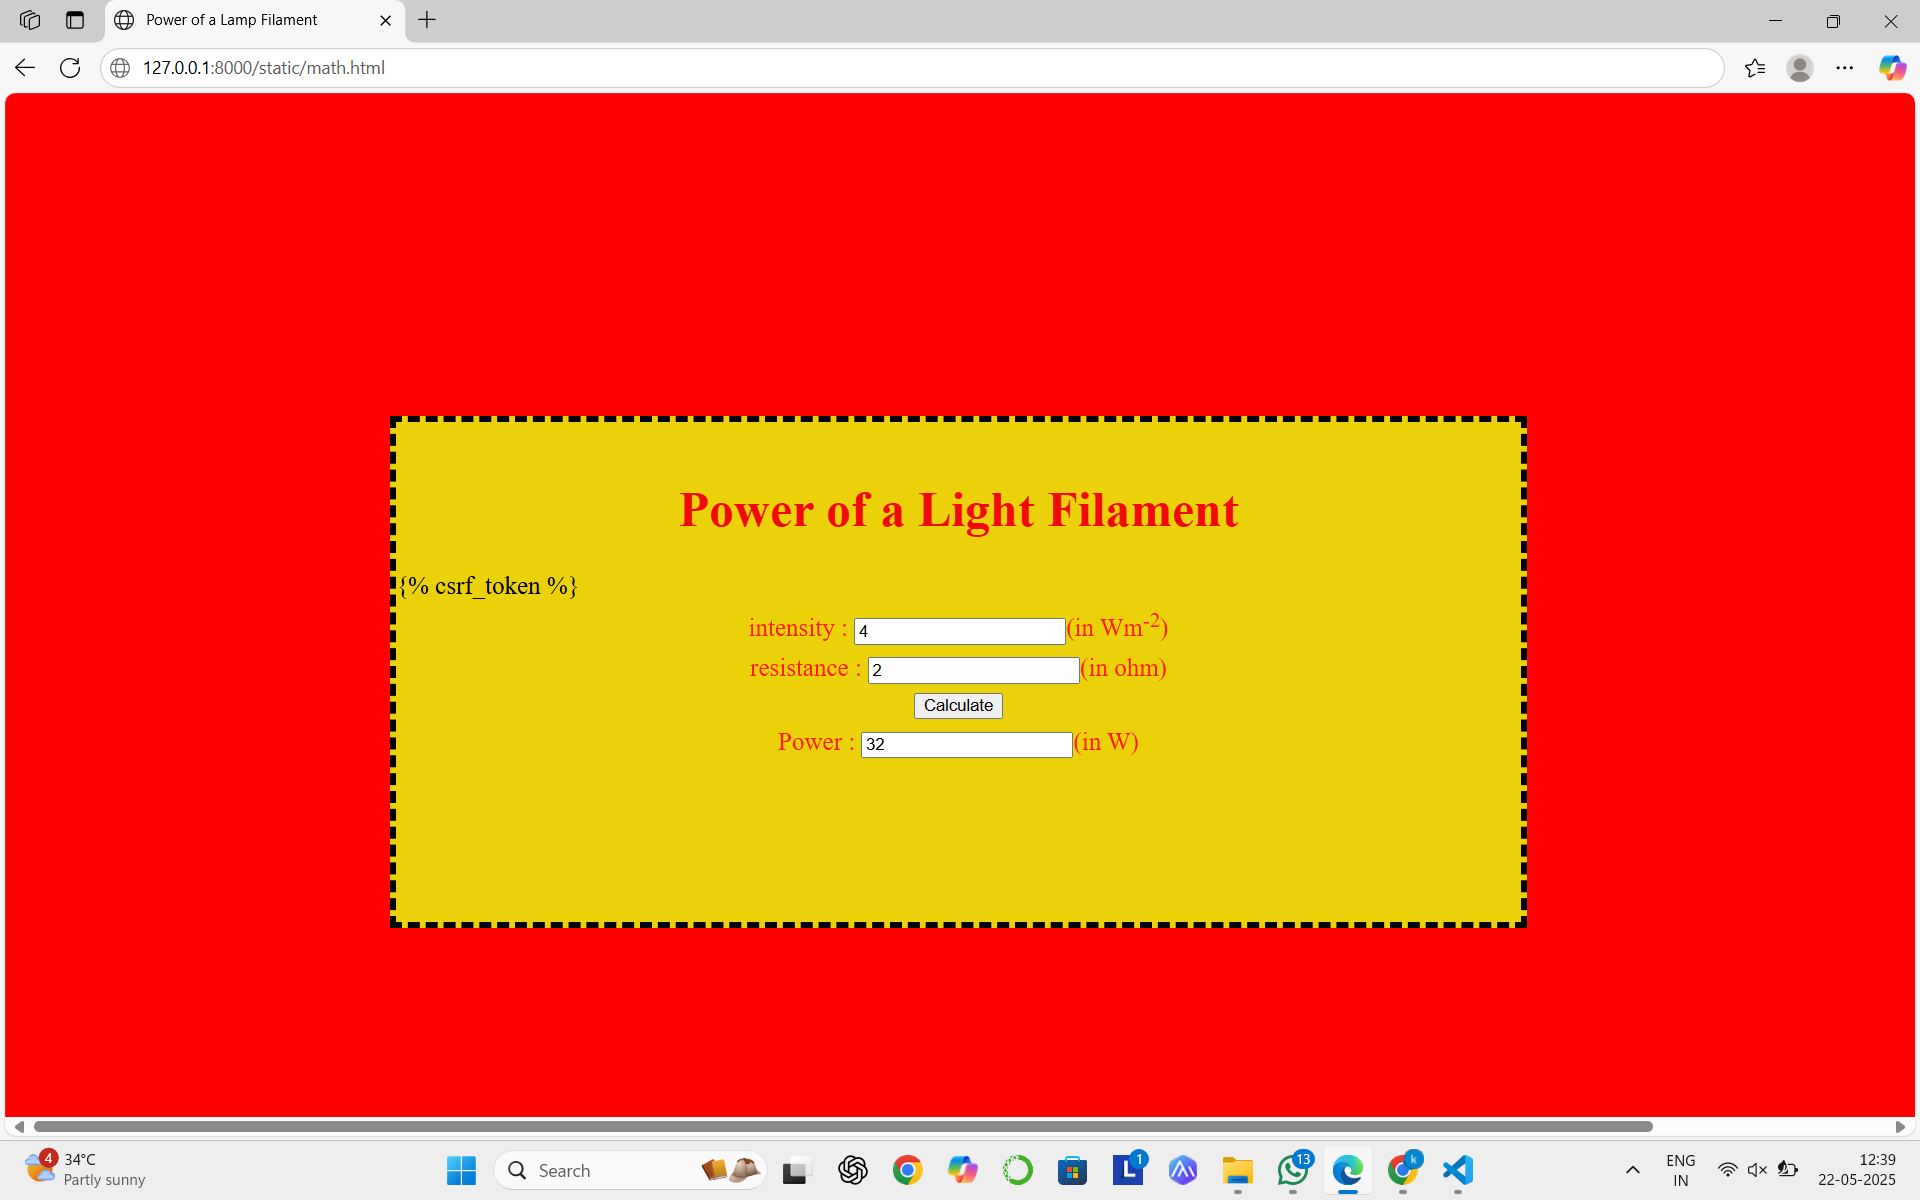 Power of a Lamp Filament
127.0.0.1:8000/static/math.html
Power of a Light Filament
{% csrf_token %}
intensity : 4 (in Wm-2)
resistance : 2 (in ohm)
Calculate
Power : 32 (in W)
4
34°C
Partly sunny
Search
L
1
13
k
ENG
IN
12:39
22-05-2025